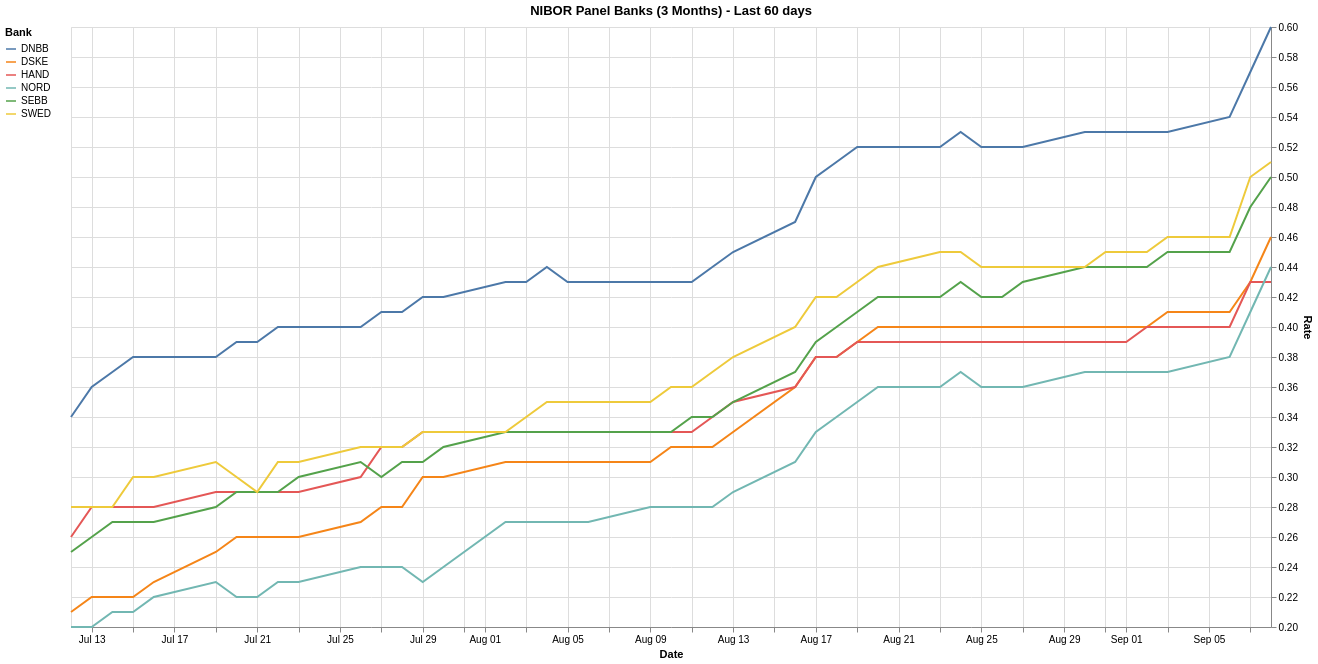 NIBOR Panel Banks (3 Months) - Last 60 days
Bank
DNBB
DSKE
HAND
NORD
SEBB
SWED
0.60
0.58
0.56
0.54
0.52
0.50
0.48
0.46
0.44
0.42
0.40
0.38
0.36
0.34
0.32
0.30
0.28
0.26
0.24
0.22
0.20
Rate
Jul 13 Jul 17 Jul 21 Jul 25 Jul 29 Aug 01 Aug 05 Aug 09 Aug 13 Aug 17 Aug 21 Aug 25 Aug 29 Sep 01 Sep 05
Date